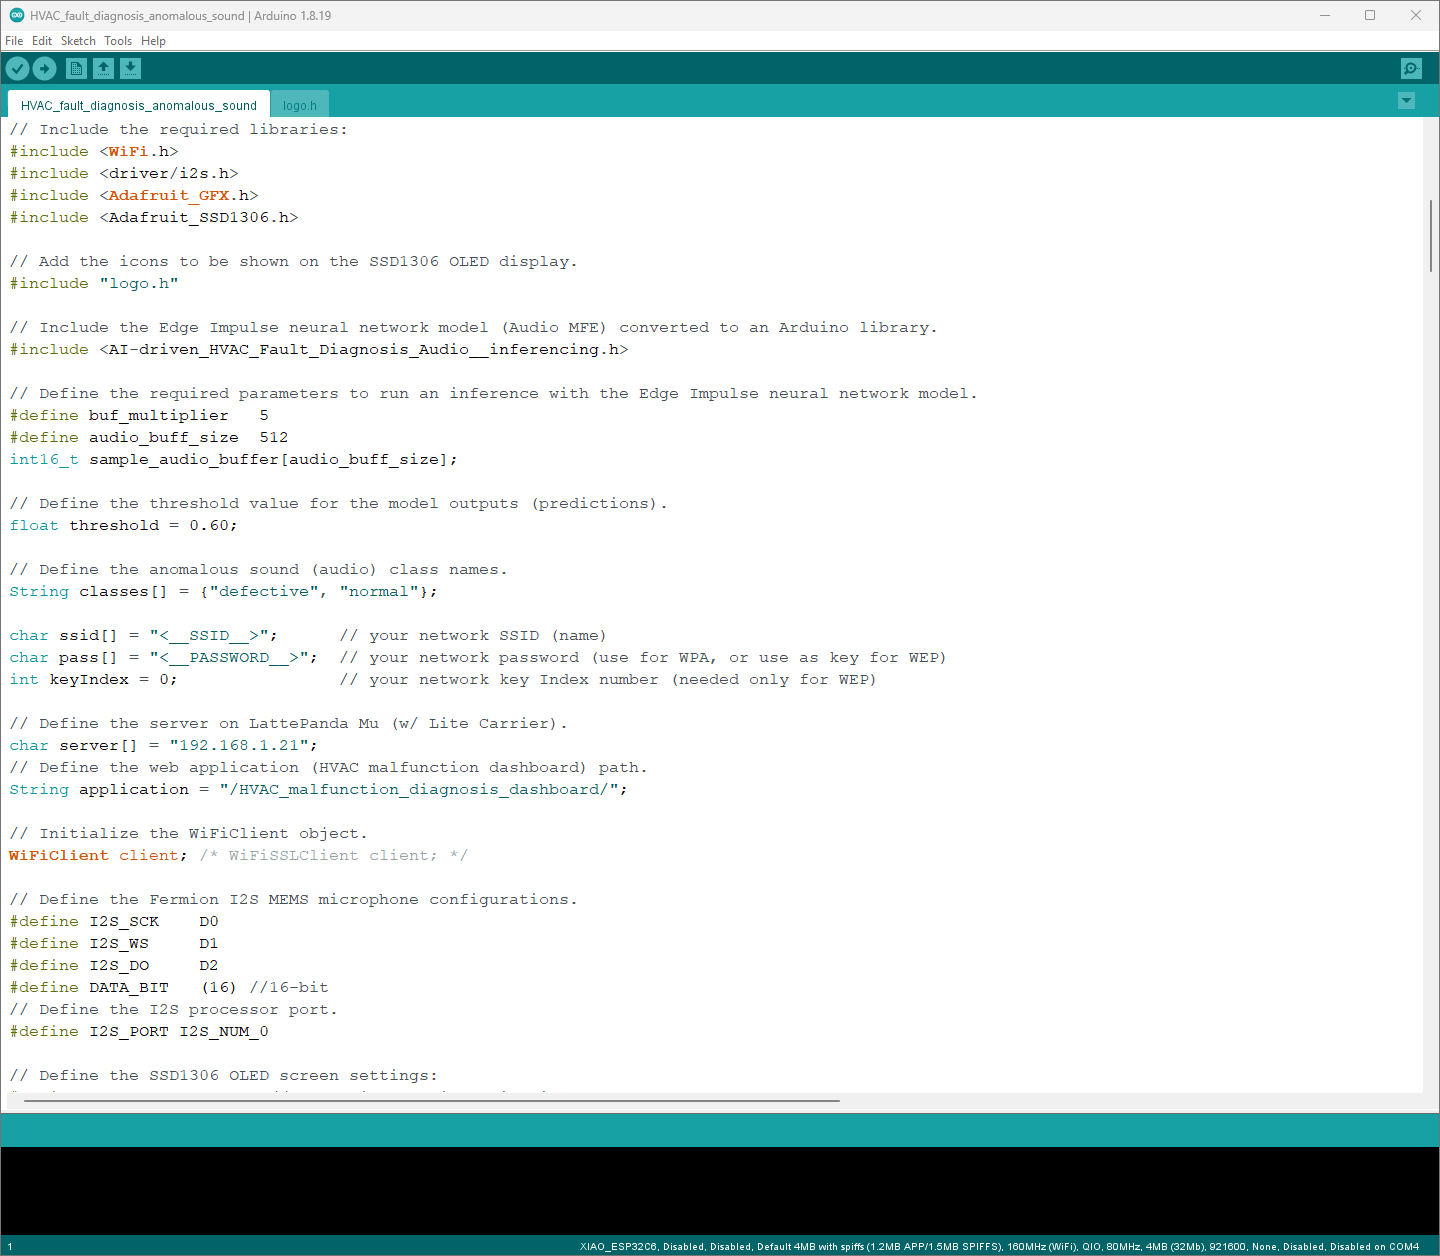 HVAC_fault_diagnosis_anomalous_sound | Arduino 1.8.19
File Edit Sketch Tools Help
HVAC_fault_diagnosis_anomalous_sound logo.h
// Include the required libraries:
#include <WiFi.h>
#include <driver/i2s.h>
#include <Adafruit_GFX.h>
#include <Adafruit_SSD1306.h>
// Add the icons to be shown on the SSD1306 OLED display.
#include "logo.h"
// Include the Edge Impulse neural network model (Audio MFE) converted to an Arduino library.
#include <AI-driven_HVAC_Fault_Diagnosis_Audio__inferencing.h>
// Define the required parameters to run an inference with the Edge Impulse neural network model.
#define buf_multiplier   5
#define audio_buff_size  512
int16_t sample_audio_buffer[audio_buff_size];
// Define the threshold value for the model outputs (predictions).
float threshold = 0.60;
// Define the anomalous sound (audio) class names.
String classes[] = {"defective", "normal"};
char ssid[] = "<__SSID__>";      // your network SSID (name)
char pass[] = "<__PASSWORD__>";  // your network password (use for WPA, or use as key for WEP)
int keyIndex = 0;                // your network key Index number (needed only for WEP)
// Define the server on LattePanda Mu (w/ Lite Carrier).
char server[] = "192.168.1.21";
// Define the web application (HVAC malfunction dashboard) path.
String application = "/HVAC_malfunction_diagnosis_dashboard/";
// Initialize the WiFiClient object.
WiFiClient client; /* WiFiSSLClient client; */
// Define the Fermion I2S MEMS microphone configurations.
#define I2S_SCK    D0
#define I2S_WS     D1
#define I2S_DO     D2
#define DATA_BIT   (16) //16-bit
// Define the I2S processor port.
#define I2S_PORT I2S_NUM_0
// Define the SSD1306 OLED screen settings:
1 XIAO_ESP32C6, Disabled, Disabled, Default 4MB with spiffs (1.2MB APP/1.5MB SPIFFS), 160MHz (WiFi), QIO, 80MHz, 4MB (32Mb), 921600, None, Disabled, Disabled on COM4